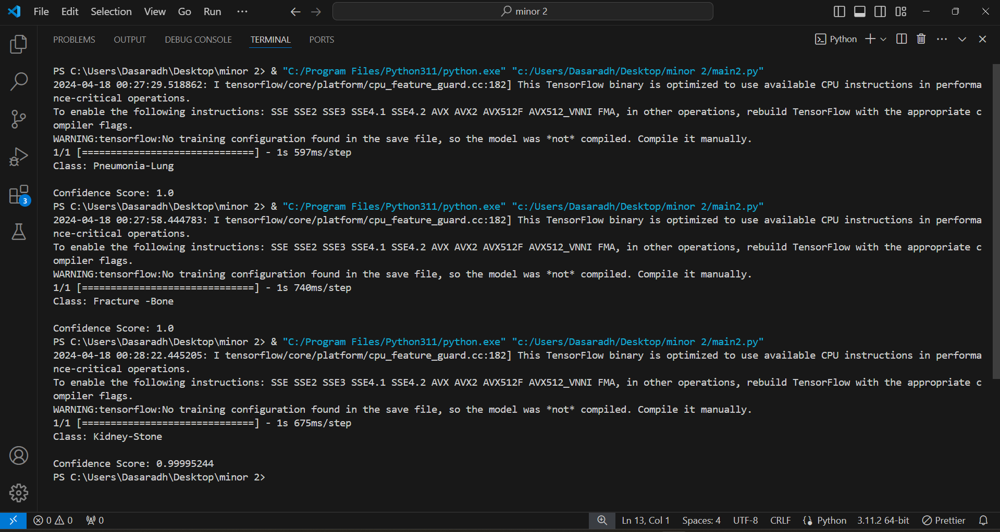 File Edit Selection View Go Run ··· minor 2
PROBLEMS OUTPUT DEBUG CONSOLE TERMINAL PORTS Python
PS C:\Users\Dasaradh\Desktop\minor 2> & "C:/Program Files/Python311/python.exe" "c:/Users/Dasaradh/Desktop/minor 2/main2.py"
2024-04-18 00:27:29.518862: I tensorflow/core/platform/cpu_feature_guard.cc:182] This TensorFlow binary is optimized to use available CPU instructions in performa
nce-critical operations.
To enable the following instructions: SSE SSE2 SSE3 SSE4.1 SSE4.2 AVX AVX2 AVX512F AVX512_VNNI FMA, in other operations, rebuild TensorFlow with the appropriate c
ompiler flags.
WARNING:tensorflow:No training configuration found in the save file, so the model was *not* compiled. Compile it manually.
1/1 [==============================] - 1s 597ms/step
Class: Pneumonia-Lung
Confidence Score: 1.0
PS C:\Users\Dasaradh\Desktop\minor 2> & "C:/Program Files/Python311/python.exe" "c:/Users/Dasaradh/Desktop/minor 2/main2.py"
2024-04-18 00:27:58.444783: I tensorflow/core/platform/cpu_feature_guard.cc:182] This TensorFlow binary is optimized to use available CPU instructions in performa
nce-critical operations.
To enable the following instructions: SSE SSE2 SSE3 SSE4.1 SSE4.2 AVX AVX2 AVX512F AVX512_VNNI FMA, in other operations, rebuild TensorFlow with the appropriate c
ompiler flags.
WARNING:tensorflow:No training configuration found in the save file, so the model was *not* compiled. Compile it manually.
1/1 [==============================] - 1s 740ms/step
Class: Fracture -Bone
Confidence Score: 1.0
PS C:\Users\Dasaradh\Desktop\minor 2> & "C:/Program Files/Python311/python.exe" "c:/Users/Dasaradh/Desktop/minor 2/main2.py"
2024-04-18 00:28:22.445205: I tensorflow/core/platform/cpu_feature_guard.cc:182] This TensorFlow binary is optimized to use available CPU instructions in performa
nce-critical operations.
To enable the following instructions: SSE SSE2 SSE3 SSE4.1 SSE4.2 AVX AVX2 AVX512F AVX512_VNNI FMA, in other operations, rebuild TensorFlow with the appropriate c
ompiler flags.
WARNING:tensorflow:No training configuration found in the save file, so the model was *not* compiled. Compile it manually.
1/1 [==============================] - 1s 675ms/step
Class: Kidney-Stone
Confidence Score: 0.99995244
PS C:\Users\Dasaradh\Desktop\minor 2>
3
0 0 0 Ln 13, Col 1 Spaces: 4 UTF-8 CRLF Python 3.11.2 64-bit Prettier